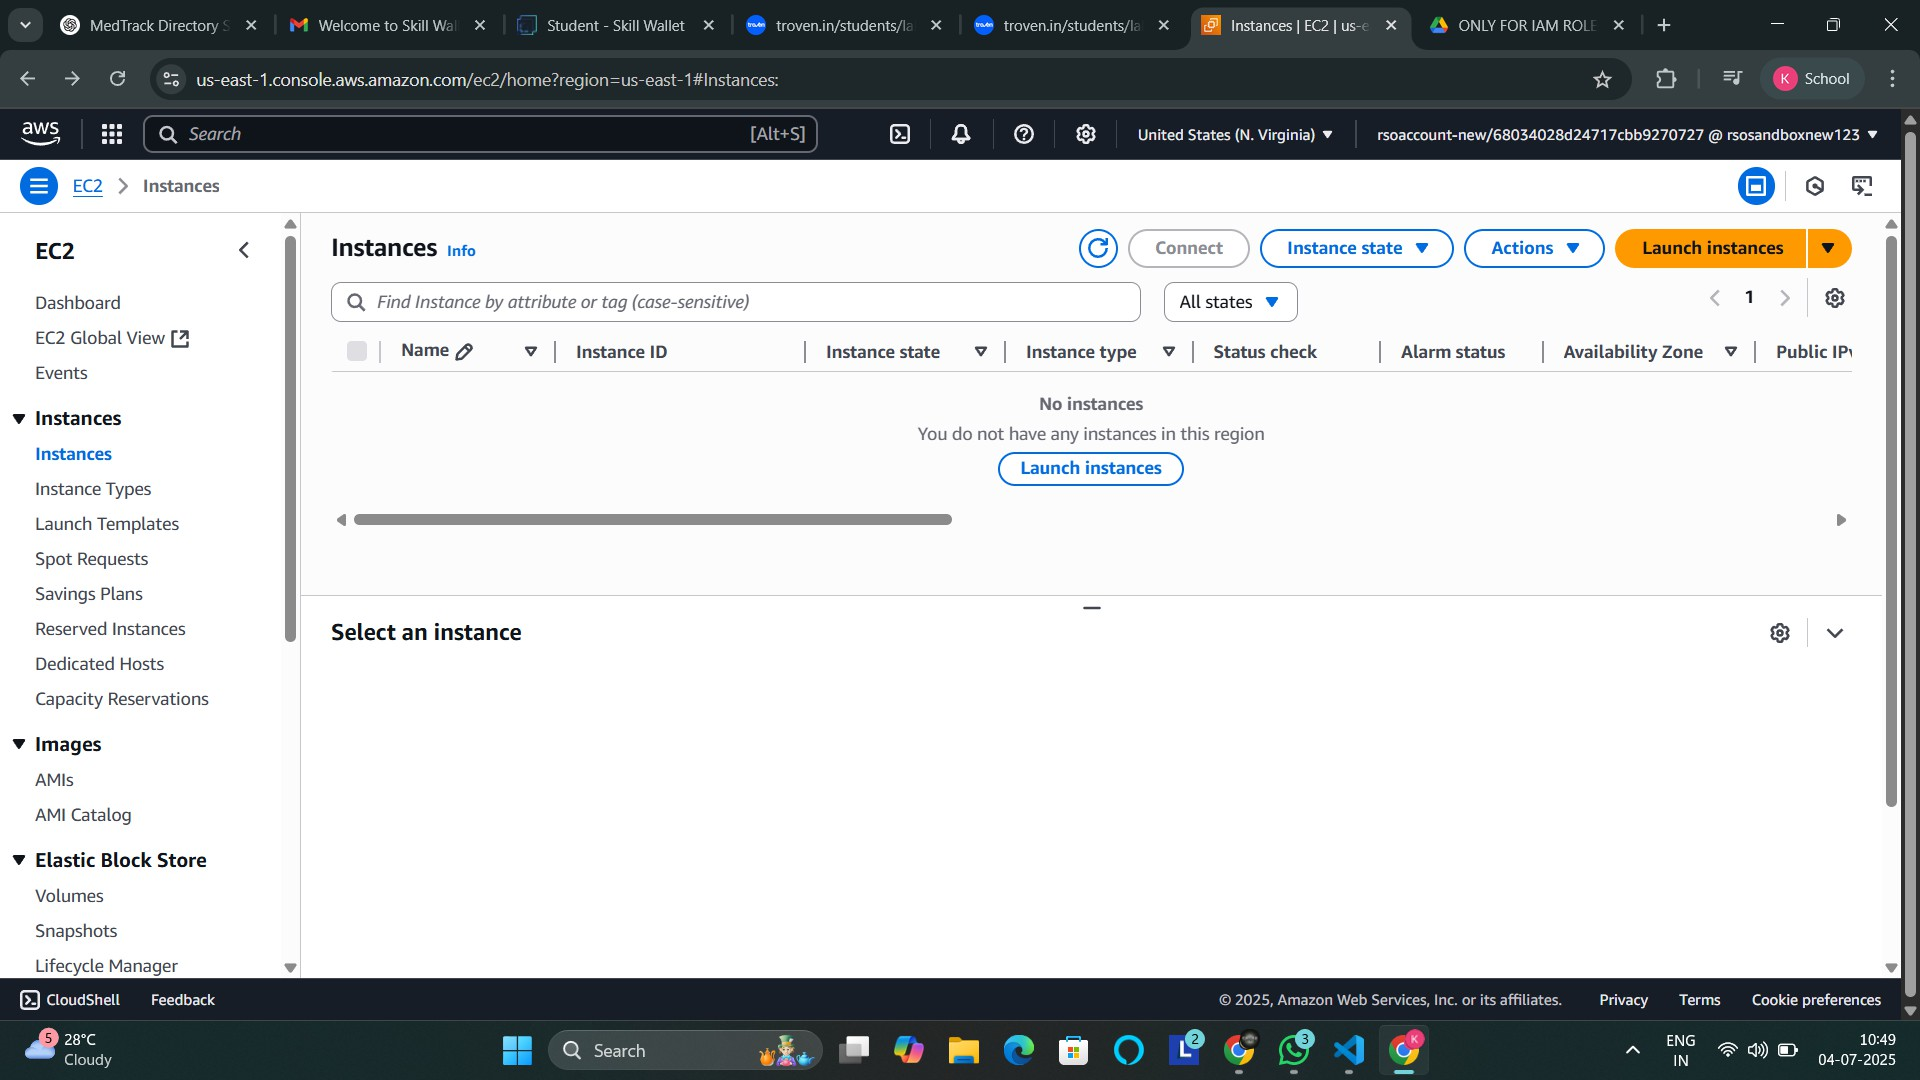 MedTrack Directory S
Welcome to Skill Wal
Student - Skill Wallet
troven.in/students/la
troven.in/students/la
Instances | EC2 | us-e
ONLY FOR IAM ROLE
us-east-1.console.aws.amazon.com/ec2/home?region=us-east-1#Instances:
K School
aws
Search
[Alt+S]
United States (N. Virginia)
rsoaccount-new/68034028d24717cbb9270727 @ rsosandboxnew123
EC2
Instances
EC2
Dashboard
EC2 Global View
Events
Instances
Instances
Instance Types
Launch Templates
Spot Requests
Savings Plans
Reserved Instances
Dedicated Hosts
Capacity Reservations
Images
AMIs
AMI Catalog
Elastic Block Store
Volumes
Snapshots
Lifecycle Manager
Instances Info
Connect
Instance state
Actions
Launch instances
Find Instance by attribute or tag (case-sensitive)
All states
1
Name
Instance ID
Instance state
Instance type
Status check
Alarm status
Availability Zone
Public IPv
No instances
You do not have any instances in this region
Launch instances
Select an instance
CloudShell
Feedback
© 2025, Amazon Web Services, Inc. or its affiliates.
Privacy
Terms
Cookie preferences
5
28°C
Cloudy
Search
L
2
3
K
ENG
IN
10:49
04-07-2025